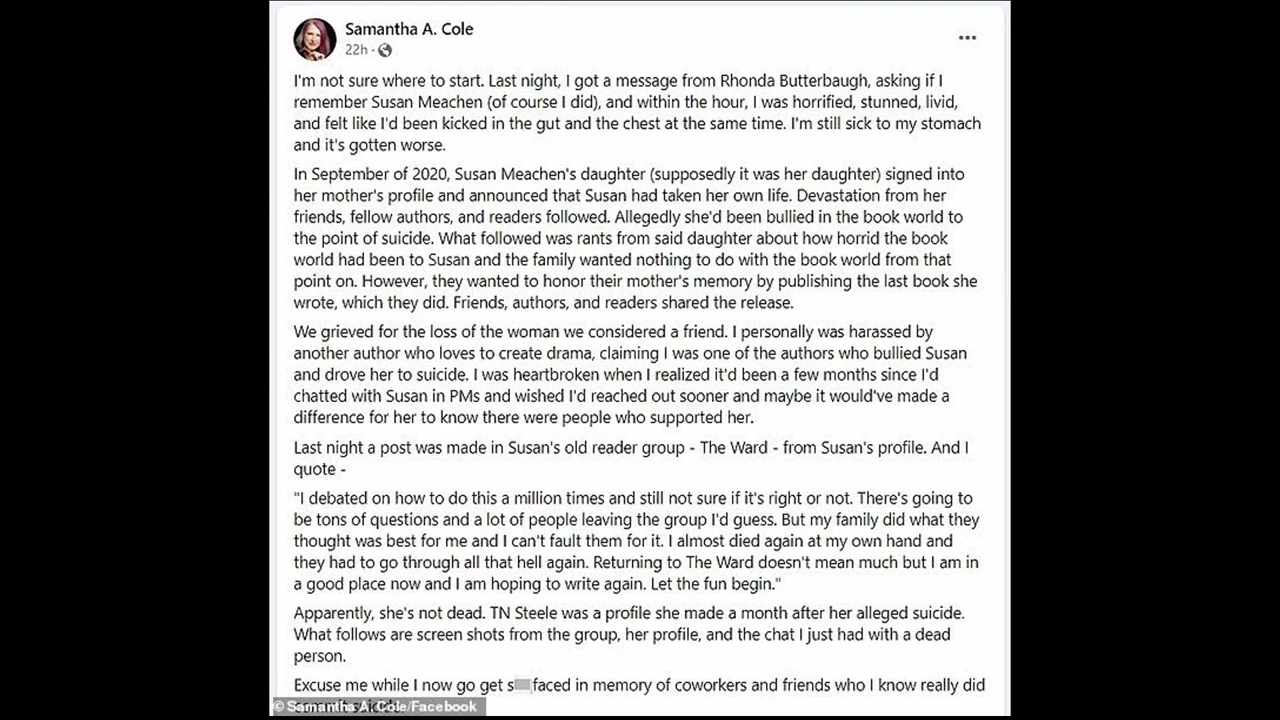 Samantha A. Cole
22h ·
I'm not sure where to start. Last night, I got a message from Rhonda Butterbaugh, asking if I
remember Susan Meachen (of course I did), and within the hour, I was horrified, stunned, livid,
and felt like I'd been kicked in the gut and the chest at the same time. I'm still sick to my stomach
and it's gotten worse.
In September of 2020, Susan Meachen's daughter (supposedly it was her daughter) signed into
her mother's profile and announced that Susan had taken her own life. Devastation from her
friends, fellow authors, and readers followed. Allegedly she'd been bullied in the book world to
the point of suicide. What followed was rants from said daughter about how horrid the book
world had been to Susan and the family wanted nothing to do with the book world from that
point on. However, they wanted to honor their mother's memory by publishing the last book she
wrote, which they did. Friends, authors, and readers shared the release.
We grieved for the loss of the woman we considered a friend. I personally was harassed by
another author who loves to create drama, claiming I was one of the authors who bullied Susan
and drove her to suicide. I was heartbroken when I realized it'd been a few months since I'd
chatted with Susan in PMs and wished I'd reached out sooner and maybe it would've made a
difference for her to know there were people who supported her.
Last night a post was made in Susan's old reader group - The Ward - from Susan's profile. And I
quote -
"I debated on how to do this a million times and still not sure if it's right or not. There's going to
be tons of questions and a lot of people leaving the group I'd guess. But my family did what they
thought was best for me and I can't fault them for it. I almost died again at my own hand and
they had to go through all that hell again. Returning to The Ward doesn't mean much but I am in
a good place now and I am hoping to write again. Let the fun begin."
Apparently, she's not dead. TN Steele was a profile she made a month after her alleged suicide.
What follows are screen shots from the group, her profile, and the chat I just had with a dead
person.
Excuse me while I now go get s faced in memory of coworkers and friends who I know really did
© Samantha A. Cole/Facebook